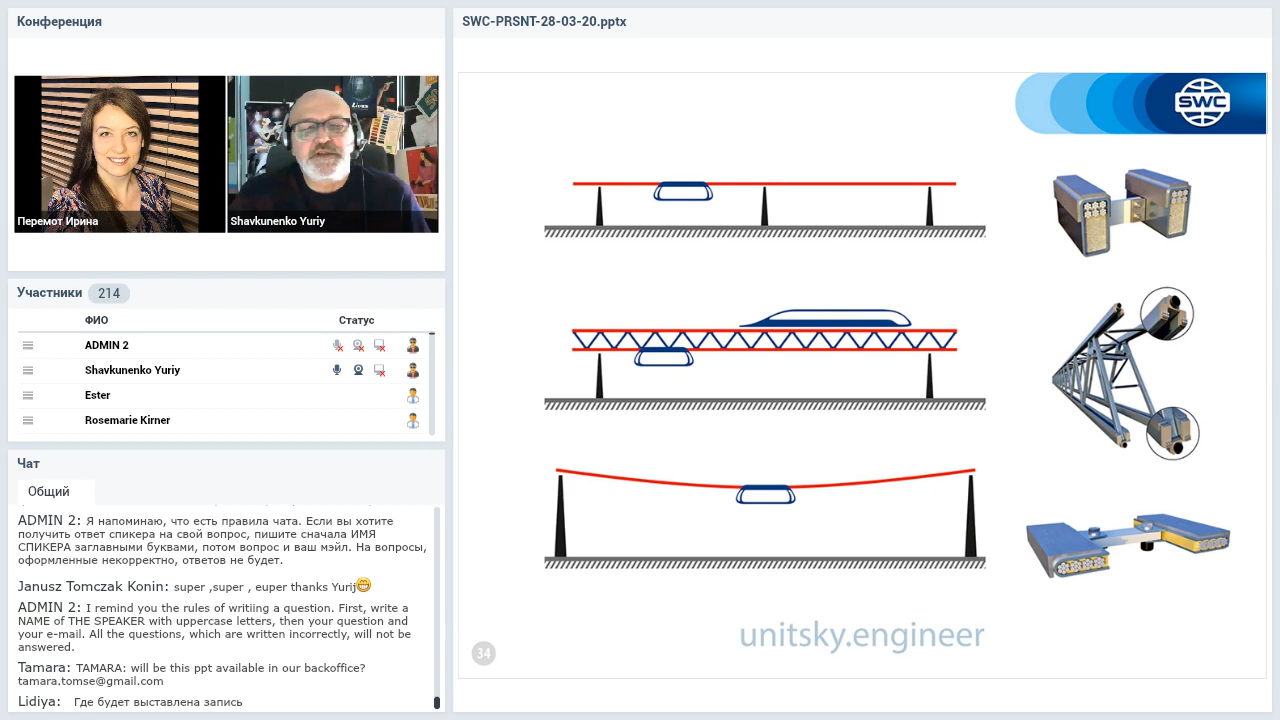 Конференция
Перемот Ирина
Shavkunenko Yuriy
Участники 214
ФИО Статус
ADMIN 2
Shavkunenko Yuriy
Ester
Rosemarie Kirner
Чат
Общий
ADMIN 2: Я напоминаю, что есть правила чата. Если вы хотите
получить ответ спикера на свой вопрос, пишите сначала ИМЯ
СПИКЕРА заглавными буквами, потом вопрос и ваш мэйл. На вопросы,
оформленные некорректно, ответов не будет.
Janusz Tomczak Konin: super ,super , euper thanks Yurij
ADMIN 2: I remind you the rules of writiing a question. First, write a
NAME of THE SPEAKER with uppercase letters, then your question and
your e-mail. All the questions, which are written incorrectly, will not be
answered.
Tamara: TAMARA: will be this ppt available in our backoffice?
tamara.tomse@gmail.com
Lidiya: Где будет выставлена запись
SWC-PRSNT-28-03-20.pptx
SWC
unitsky.engineer
34